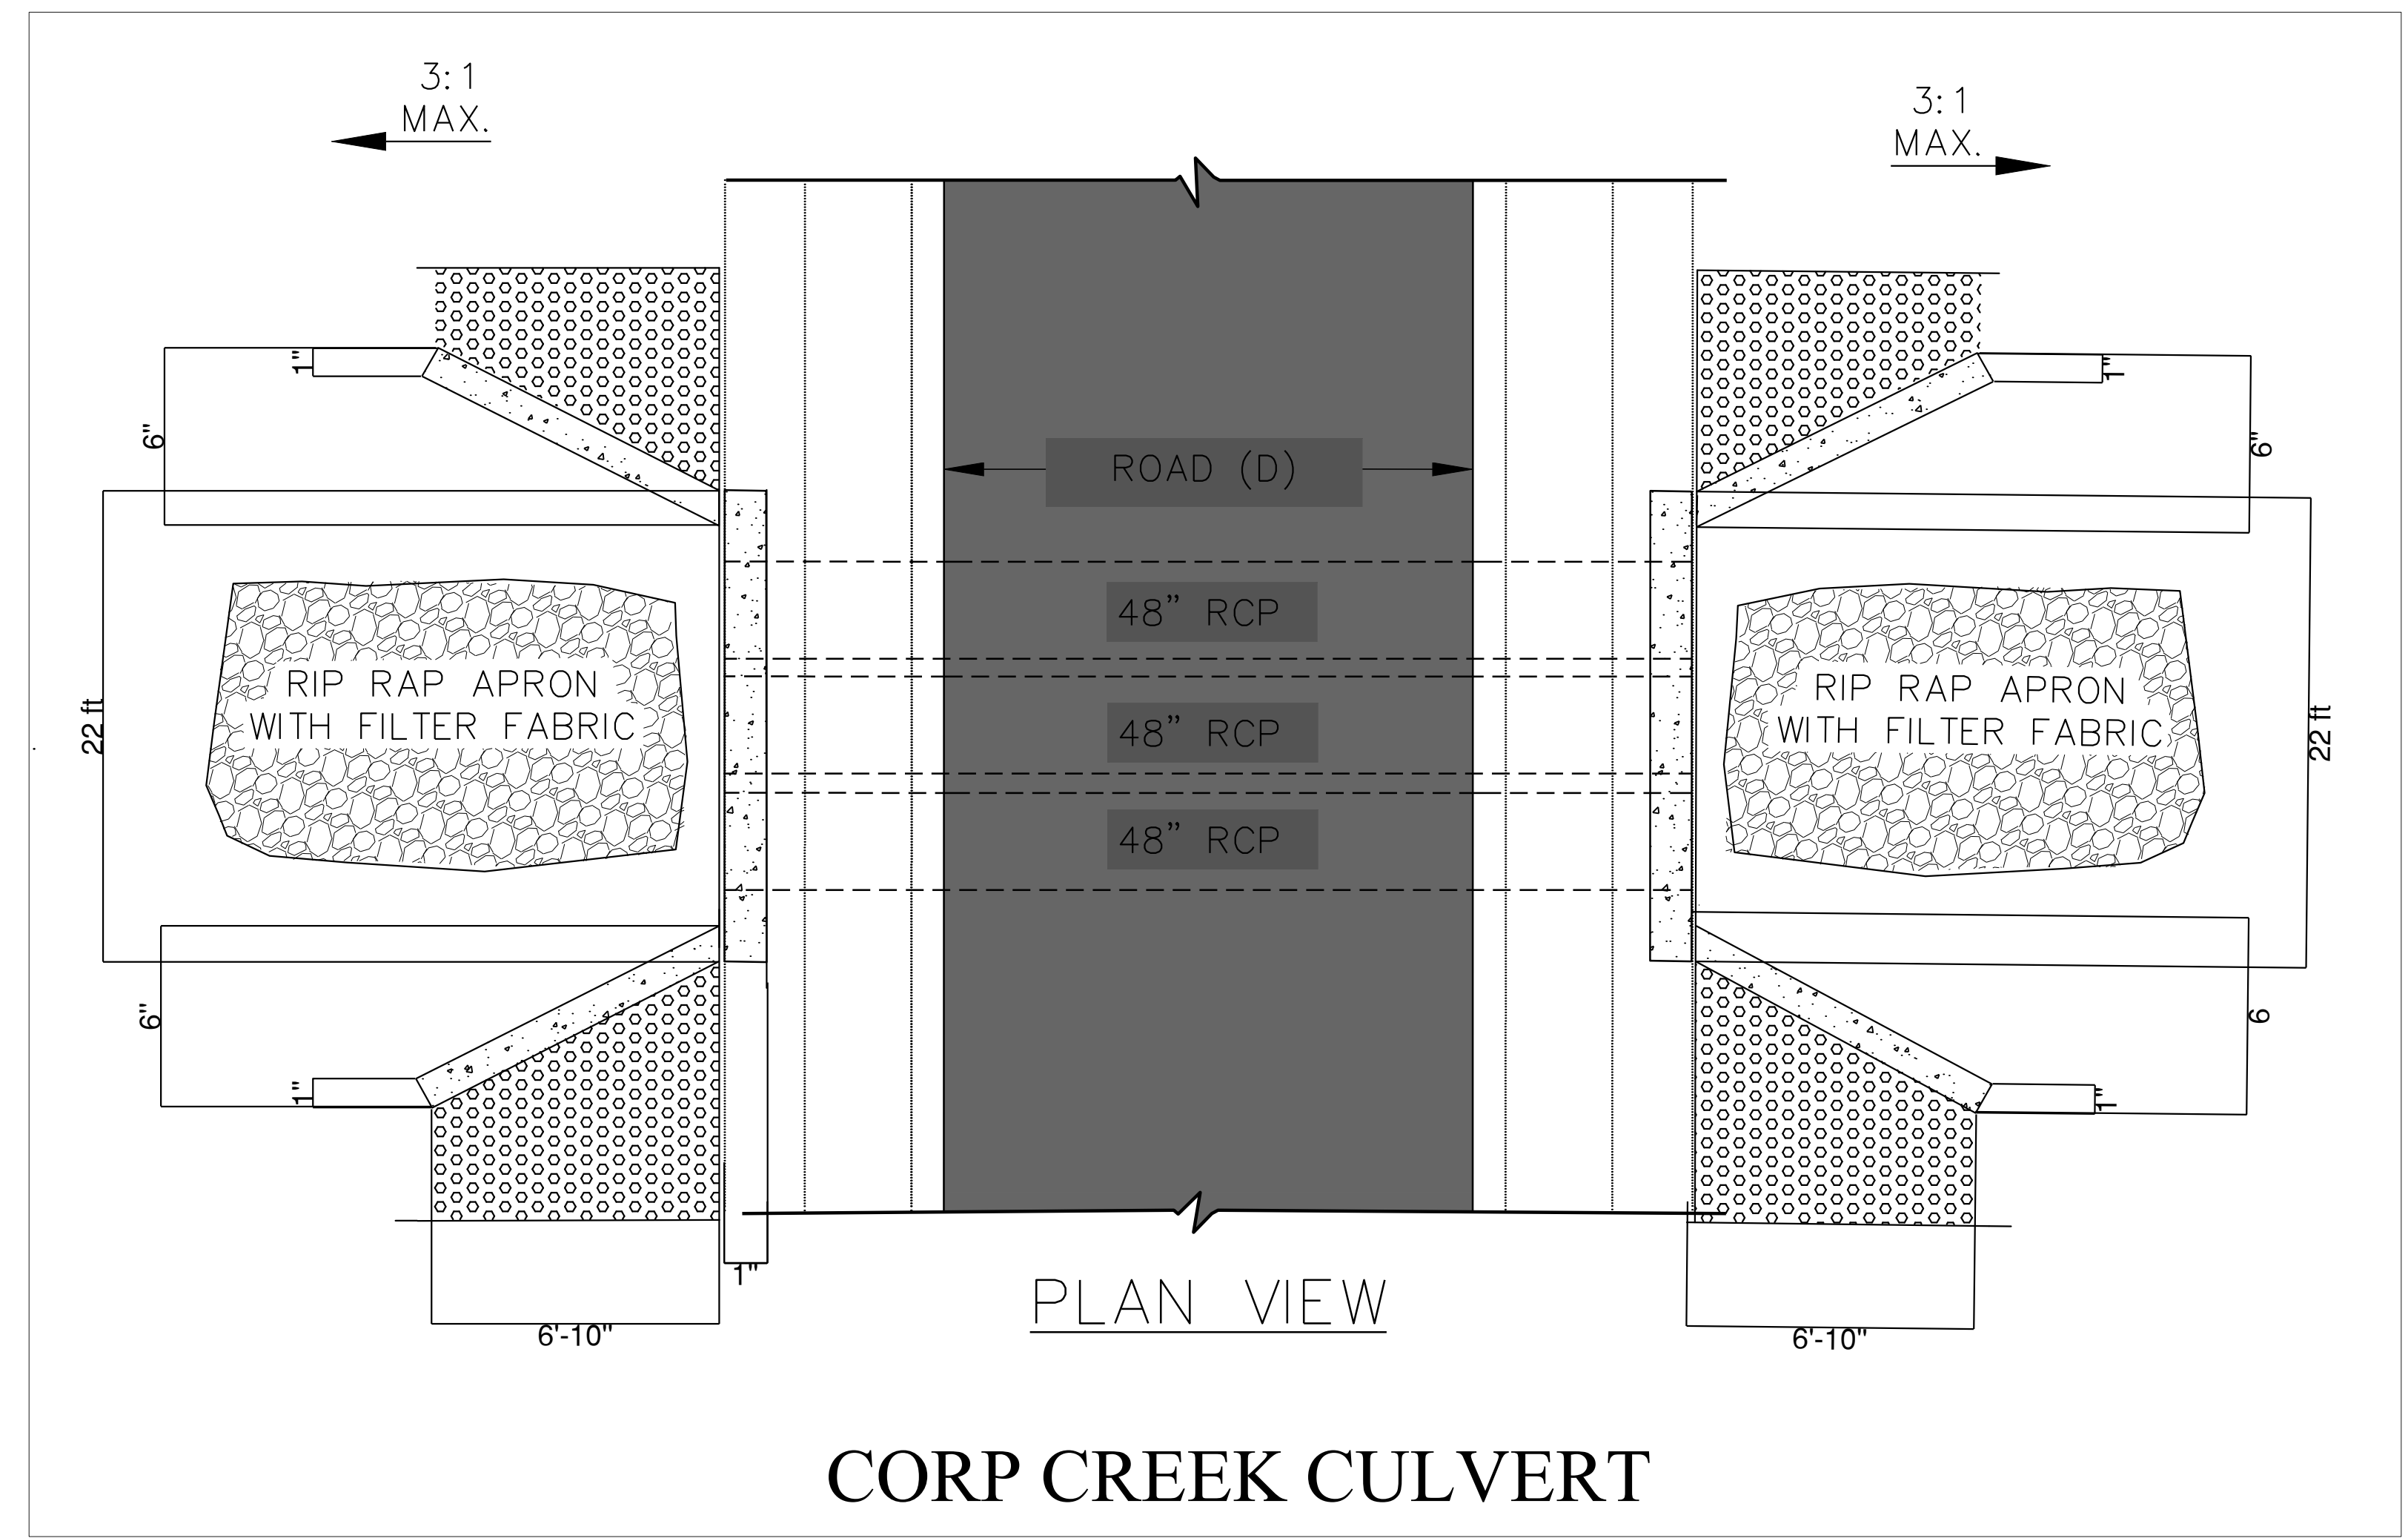 3:1
MAX.
3:1
MAX.
1"
1"
6"
6"
ROAD (D)
48” RCP
RIP RAP APRON
WITH FILTER FABRIC
RIP RAP APRON
WITH FILTER FABRIC
22 ft
48” RCP
22 ft
48” RCP
6"
6
1"
1"
1"
6'-10"
PLAN VIEW
6'-10"
CORP CREEK CULVERT